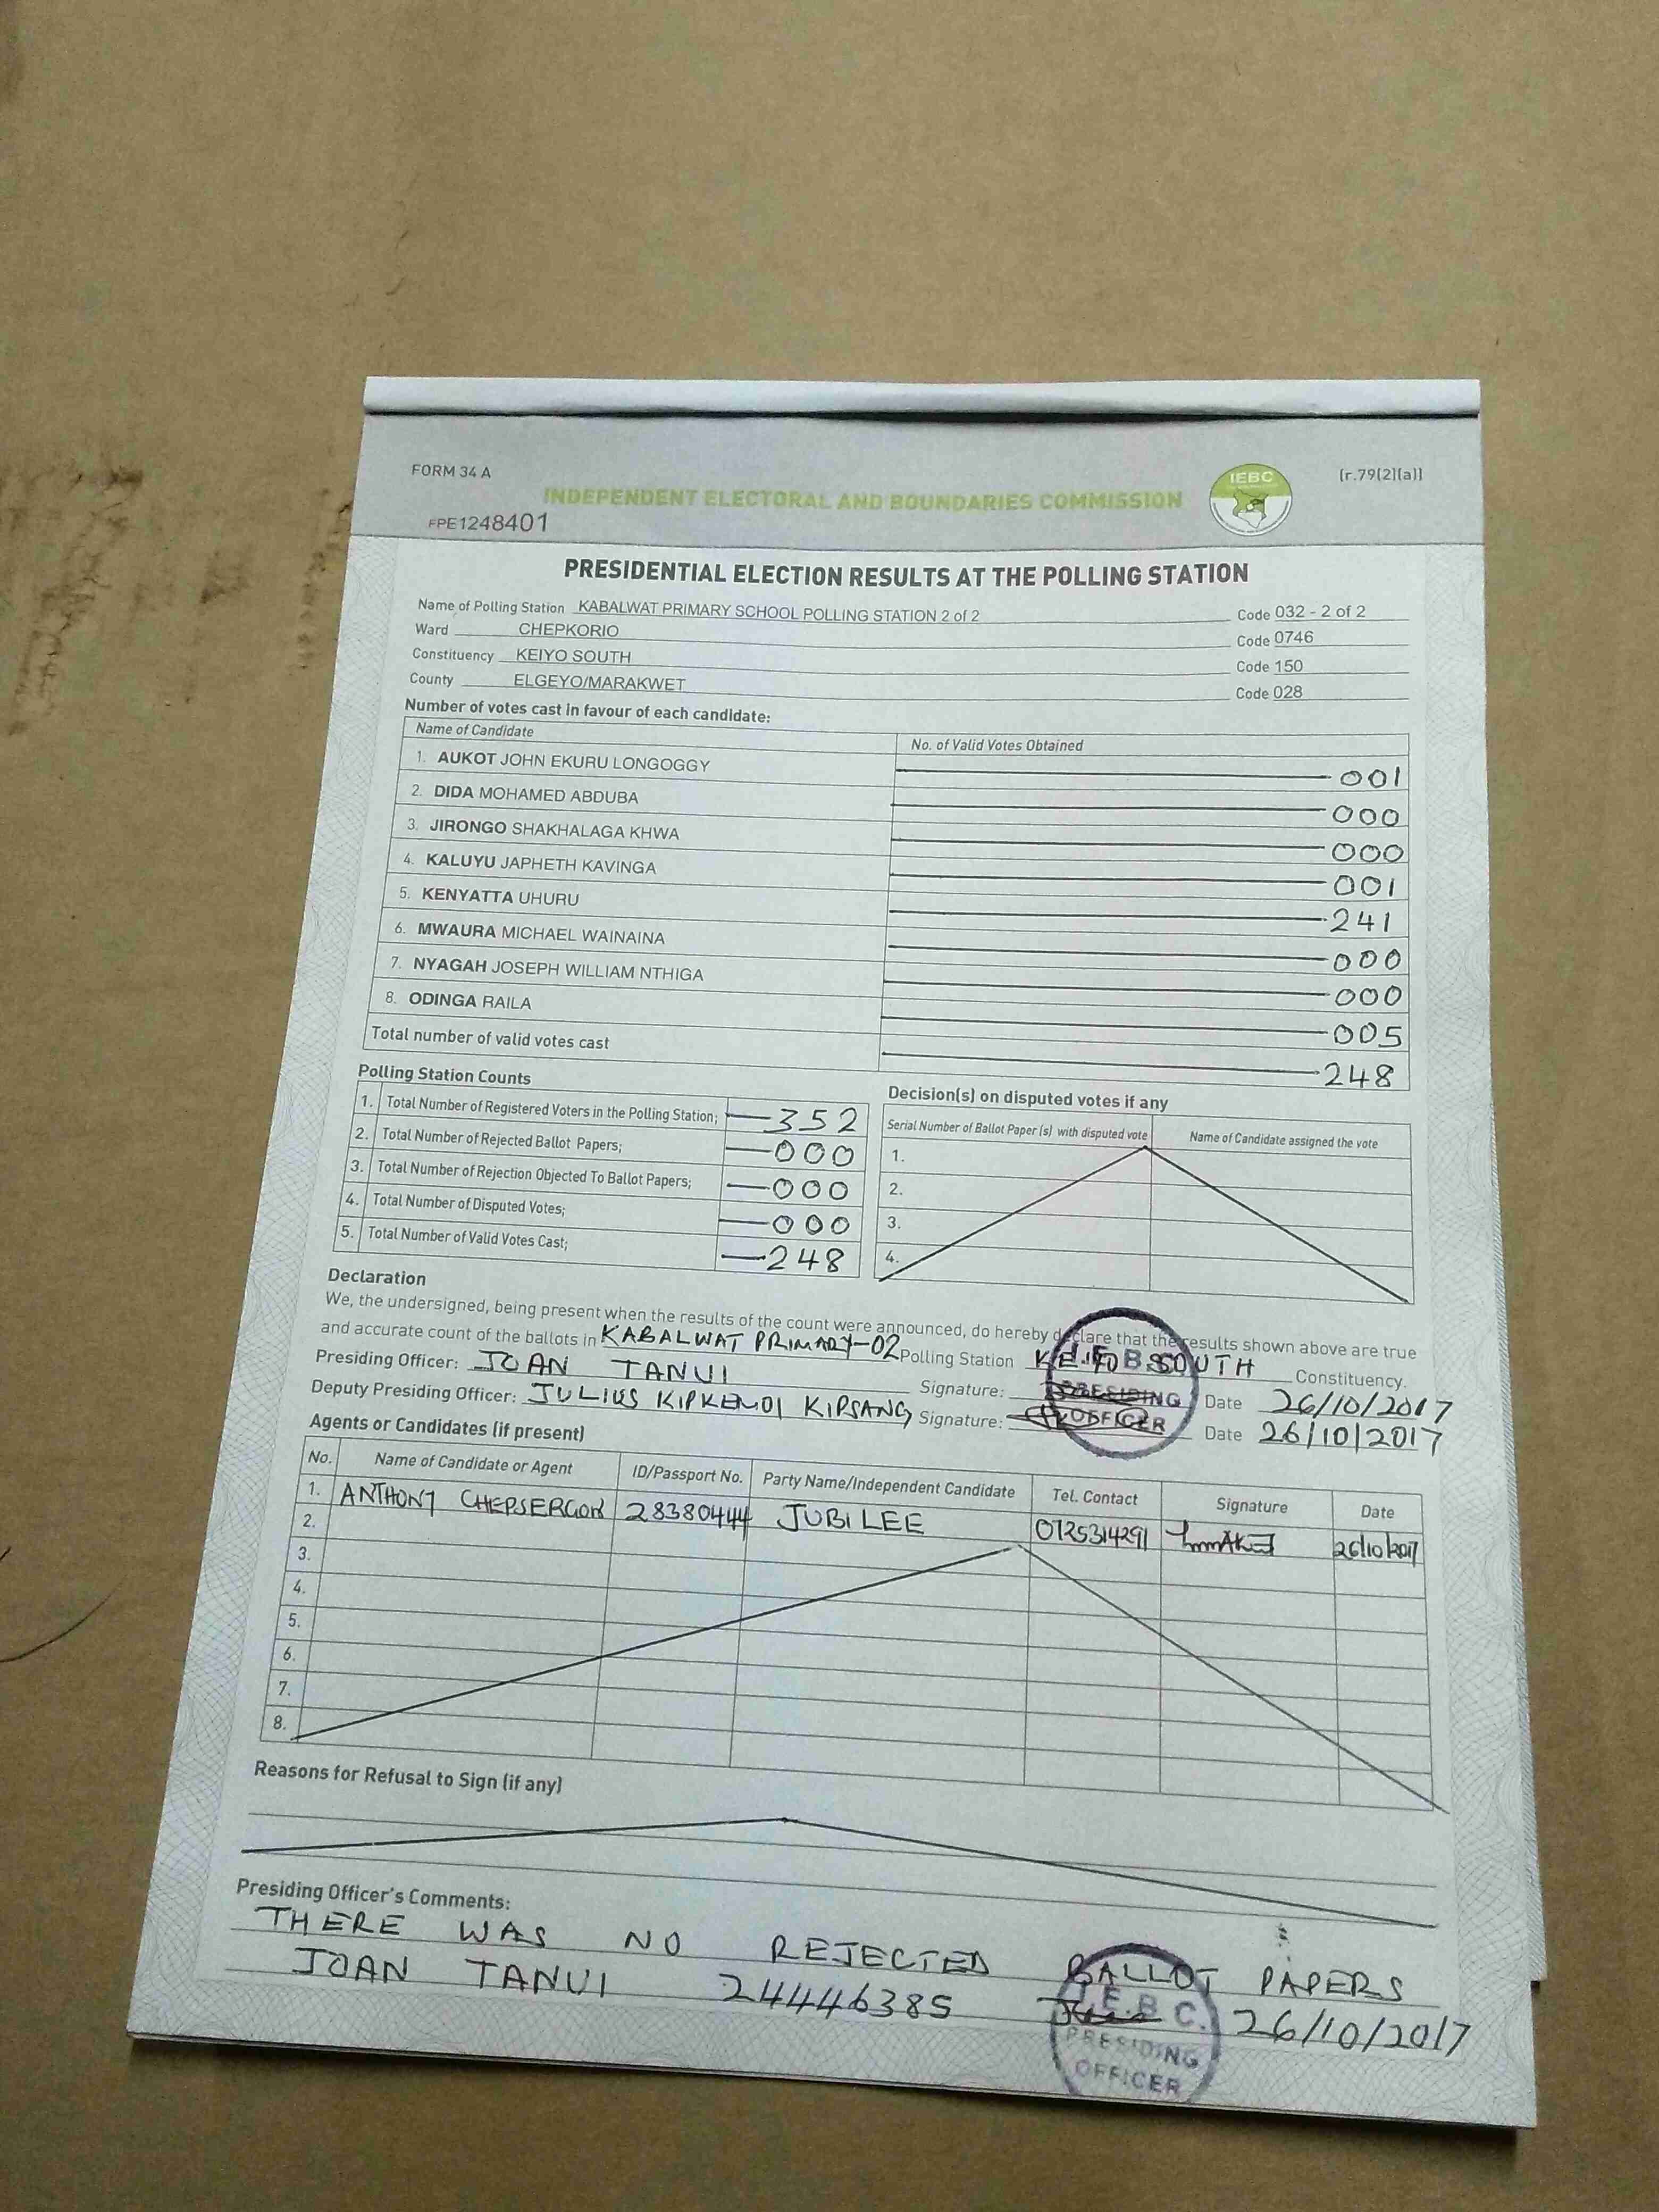 FORM 34 A
IEBC
[r.79(2)(a)]
INDEPENDENT ELECTORAL AND BOUNDARIES COMMISSION
FPE1248401
PRESIDENTIAL ELECTION RESULTS AT THE POLLING STATION
Name of Polling Station KABALWAT PRIMARY SCHOOL POLLING STATION 2 of 2 Code 032 - 2 of 2
Ward CHEPKORIO Code 0746
Constituency KEIYO SOUTH Code 150
County ELGEYO/MARAKWET Code 028
Number of votes cast in favour of each candidate:
Name of Candidate No. of Valid Votes Obtained
1. AUKOT JOHN EKURU LONGOGGY 001
2. DIDA MOHAMED ABDUBA 000
3. JIRONGO SHAKHALAGA KHWA 000
4. KALUYU JAPHETH KAVINGA 001
5. KENYATTA UHURU 241
6. MWAURA MICHAEL WAINAINA 000
7. NYAGAH JOSEPH WILLIAM NTHIGA 000
8. ODINGA RAILA 005
Total number of valid votes cast 248
Polling Station Counts
1. Total Number of Registered Voters in the Polling Station; 352
2. Total Number of Rejected Ballot Papers; 000
3. Total Number of Rejection Objected To Ballot Papers; 000
4. Total Number of Disputed Votes; 000
5. Total Number of Valid Votes Cast; 248
Decision(s) on disputed votes if any
Serial Number of Ballot Paper (s) with disputed vote Name of Candidate assigned the vote
1.
2.
3.
4.
Declaration
We, the undersigned, being present when the results of the count were announced, do hereby declare that the results shown above are true
and accurate count of the ballots in KABALWAT PRIMARY-02 Polling Station KEIYO SOUTH Constituency.
Presiding Officer: JOAN TANUI Signature: Date 26/10/2017
Deputy Presiding Officer: JULIUS KIPKEMOI KIPSANG Signature: Date 26/10/2017
I.E.B.C. PRESIDING OFFICER
Agents or Candidates (if present)
No. Name of Candidate or Agent ID/Passport No. Party Name/Independent Candidate Tel. Contact Signature Date
1. ANTHONY CHEPSERGON 28380444 JUBILEE 0725314291 26/10/2017
2.
3.
4.
5.
6.
7.
8.
Reasons for Refusal to Sign (if any)
Presiding Officer's Comments:
THERE WAS NO REJECTED BALLOT PAPERS
JOAN TANUI 24446385 26/10/2017
I.E.B.C.
PRESIDING
OFFICER